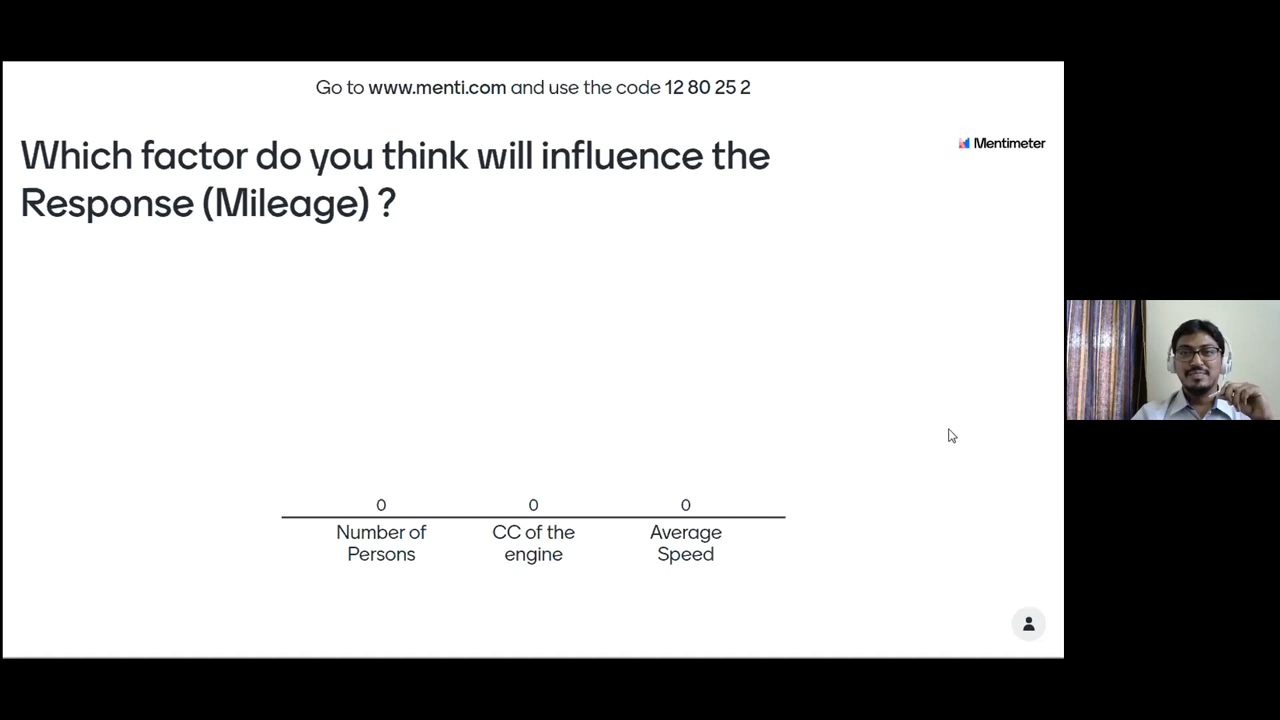 Go to www.menti.com and use the code 12 80 25 2
Which factor do you think will influence the
Response (Mileage) ?
Mentimeter
0 0 0
Number of Persons
CC of the engine
Average Speed